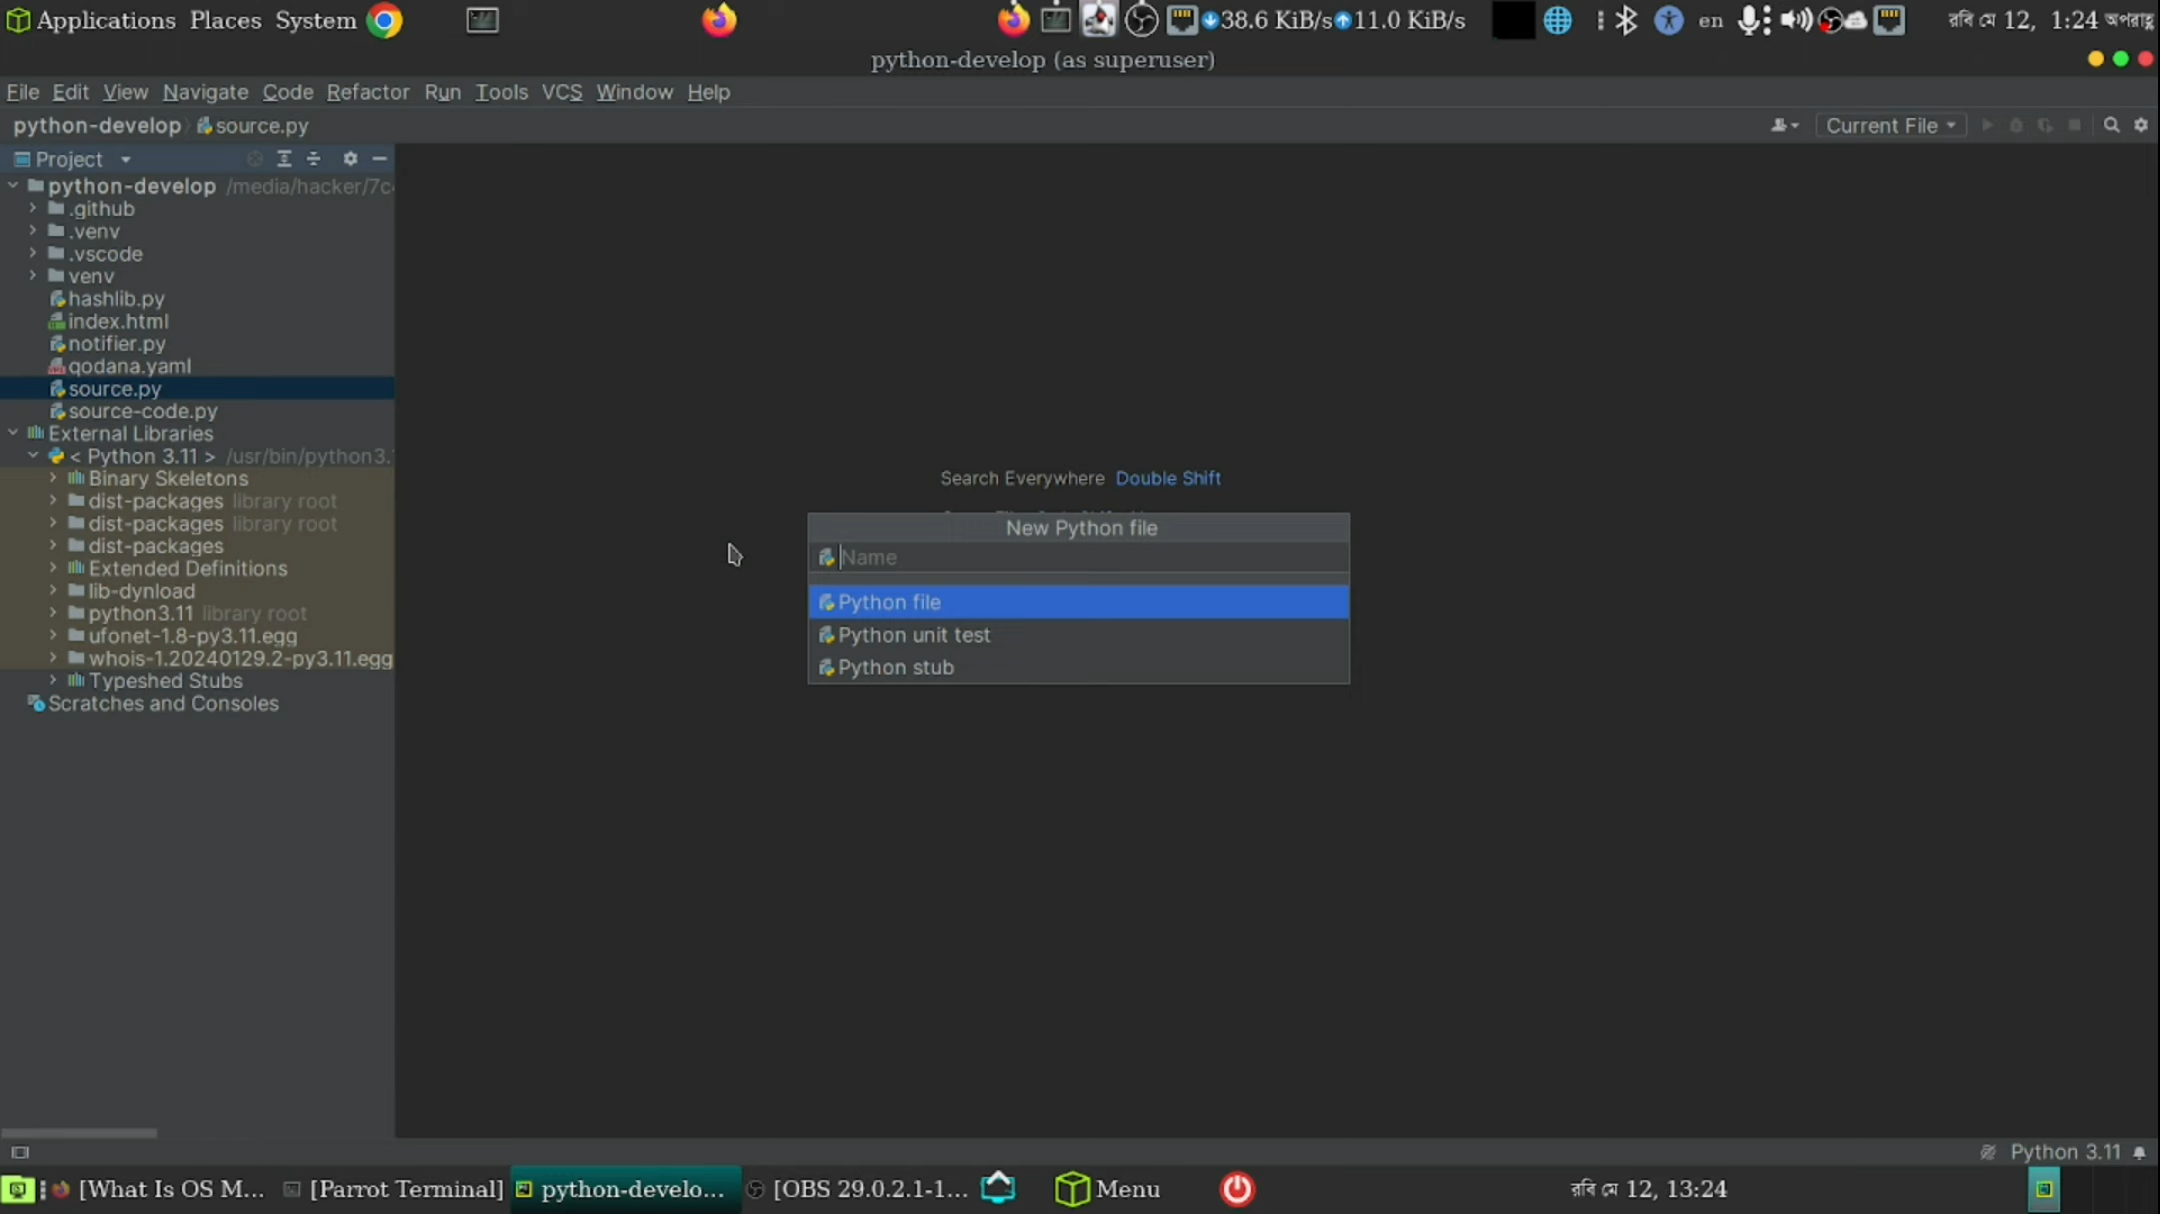 Applications Places System
38.6 KiB/s 11.0 KiB/s
en
রবি মে 12, 1:24 অপরাহ্ণ
python-develop (as superuser)
File Edit View Navigate Code Refactor Run Tools VCS Window Help
python-develop source.py
Current File
Project
python-develop /media/hacker/7c
.github
.venv
.vscode
venv
hashlib.py
index.html
notifier.py
qodana.yaml
source.py
source-code.py
External Libraries
< Python 3.11 > /usr/bin/python3.
Binary Skeletons
dist-packages library root
dist-packages library root
dist-packages
Extended Definitions
lib-dynload
python3.11 library root
ufonet-1.8-py3.11.egg
whois-1.20240129.2-py3.11.egg
Typeshed Stubs
Scratches and Consoles
Search Everywhere Double Shift
New Python file
Name
Python file
Python unit test
Python stub
Python 3.11
[What Is OS M... [Parrot Terminal] python-develo... [OBS 29.0.2.1-1... Menu রবি মে 12, 13:24